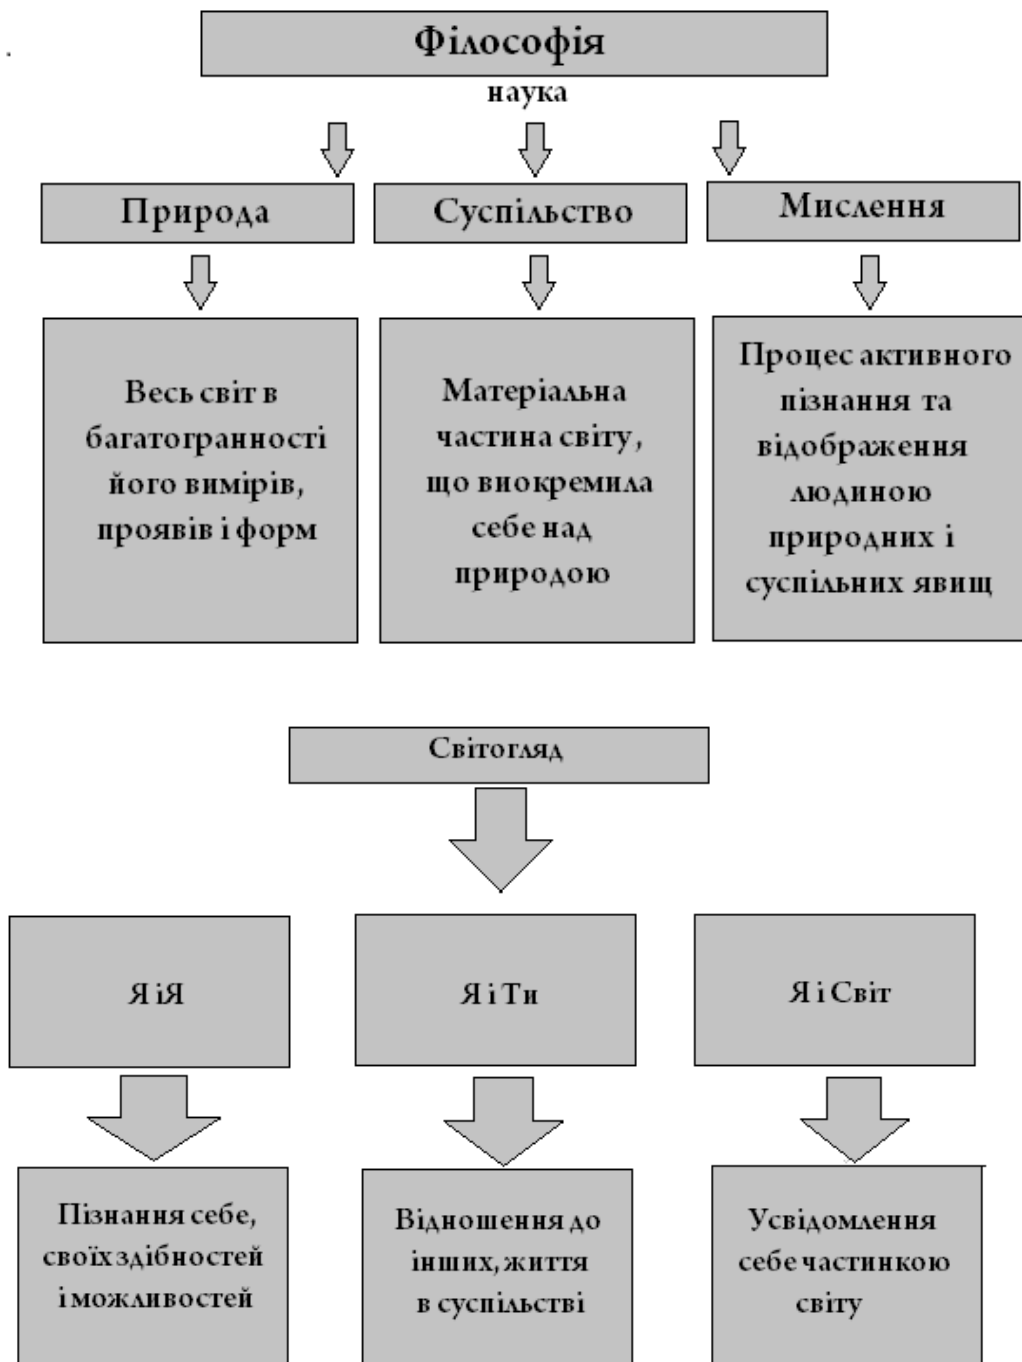 Філософія
наука
Природа
Суспільство
Мислення
Весь світ в
багатогранності
його вимірів,
проявів і форм
Матеріальна
частина світу,
що виокремила
себе над
природою
Процес активного
пізнання та
відображення
людиною
природних і
суспільних явищ
Світогляд
Я іЯ
Я і Ти
Я і Світ
Пізнання себе,
своїх здібностей
і можливостей
Відношення до
інших, життя
в суспільстві
Усвідомлення
себе частинкою
світу